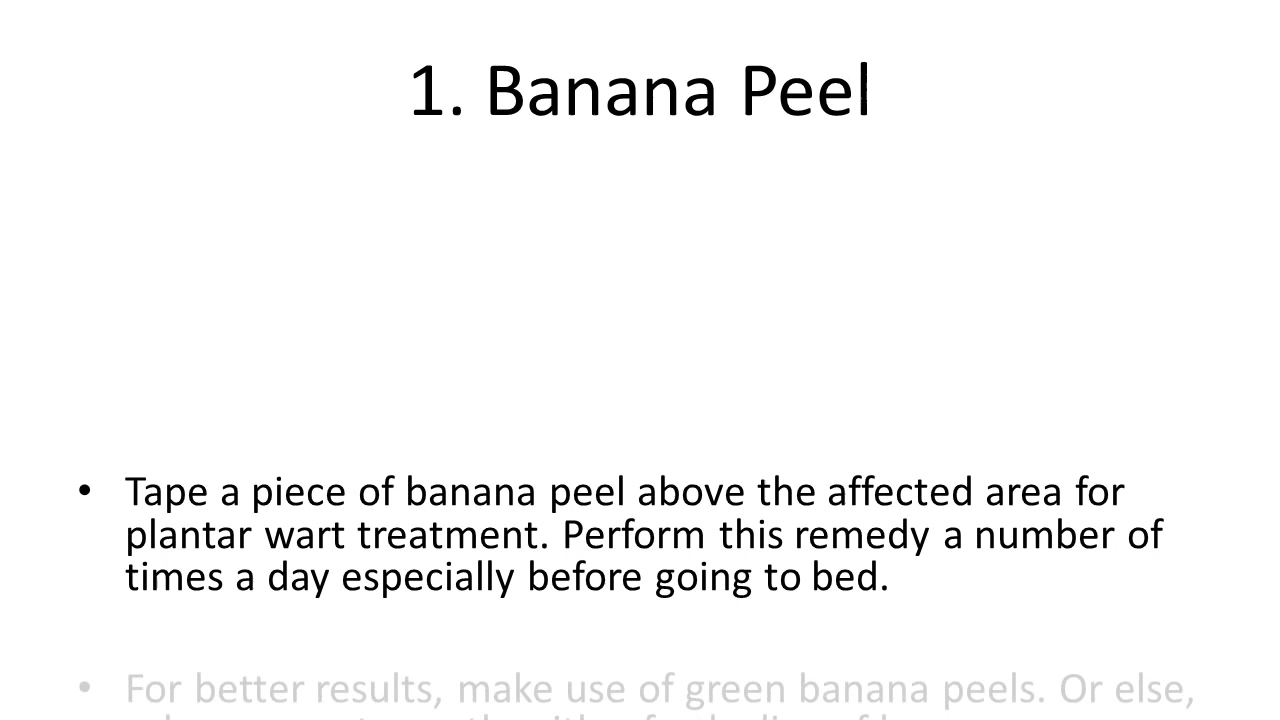 1. Banana Peel
• Tape a piece of banana peel above the affected area for
plantar wart treatment. Perform this remedy a number of
times a day especially before going to bed.
• For better results, make use of green banana peels. Or else,